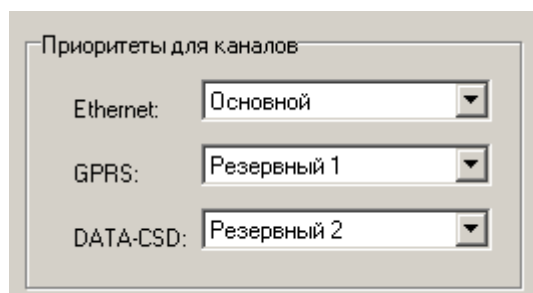 Приоритеты для каналов
Ethernet: Основной
GPRS: Резервный 1
DATA-CSD: Резервный 2